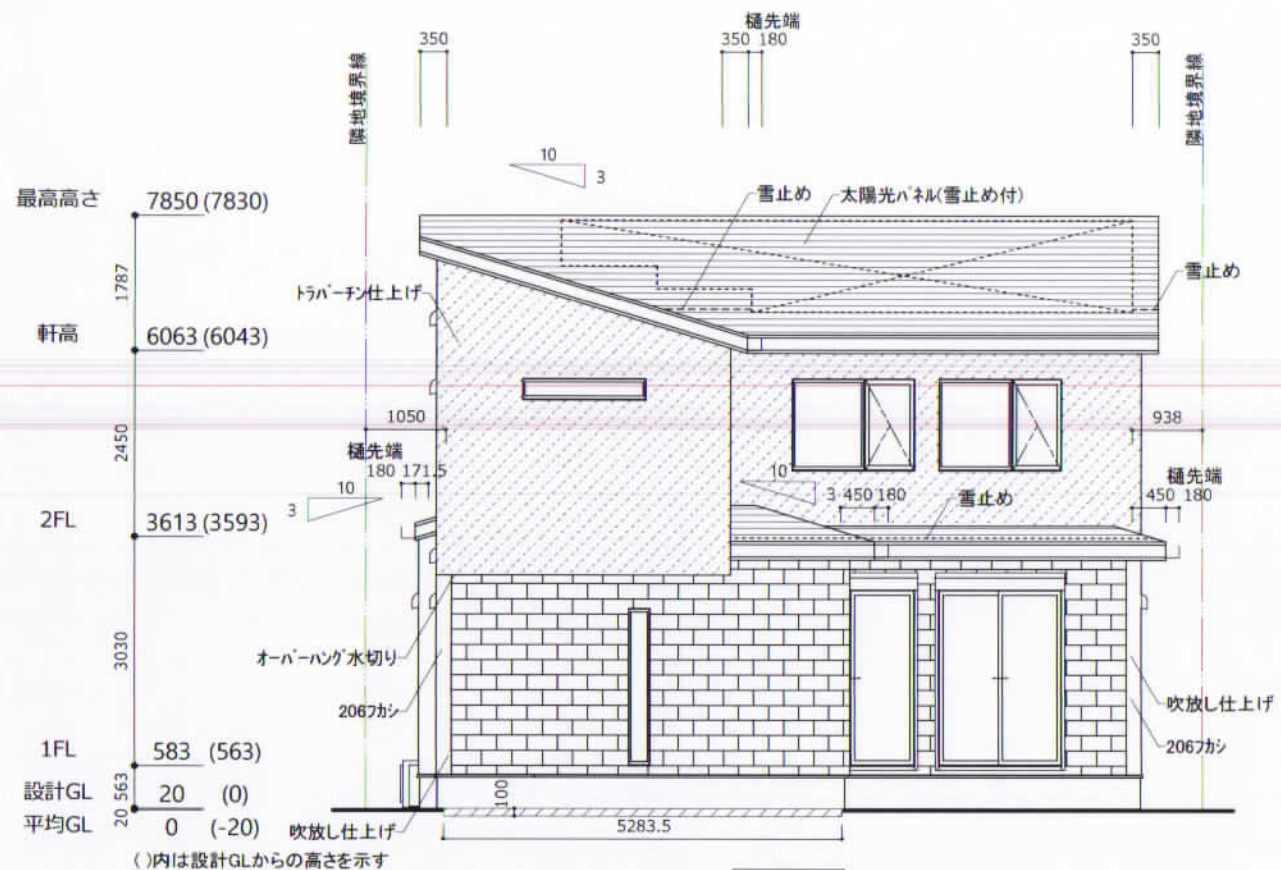 樋先端
350
350 180
350
隣地境界線
隣地境界線
10
3
雪止め
太陽光パネル(雪止め付)
最高高さ 7850 (7830)
1787
トラバーチン仕上げ
雪止め
軒高 6063 (6043)
2450
1050
938
樋先端
180 171.5
10
3
10
3
450 180
雪止め
樋先端
450 180
2FL 3613 (3593)
3030
オーバーハング水切り
206フカシ
吹放し仕上げ
206フカシ
1FL 583 (563)
563
設計GL 20 (0)
20
平均GL 0 (-20)
吹放し仕上げ
100
5283.5
( )内は設計GLからの高さを示す